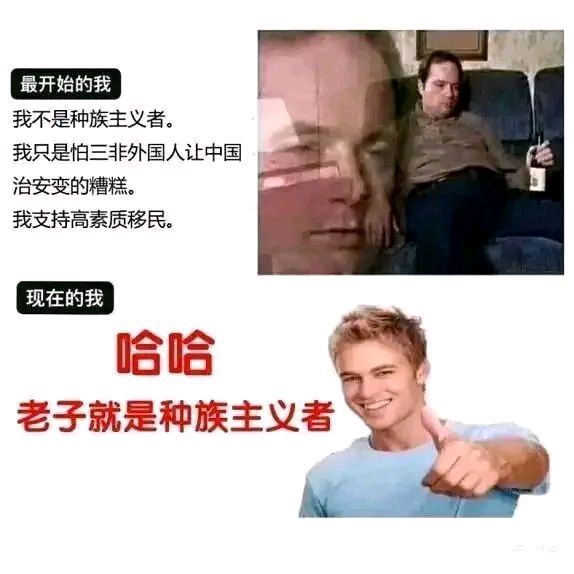 最开始的我
我不是种族主义者。
我只是怕三非外国人让中国
治安变的糟糕。
我支持高素质移民。
现在的我
哈哈
老子就是种族主义者